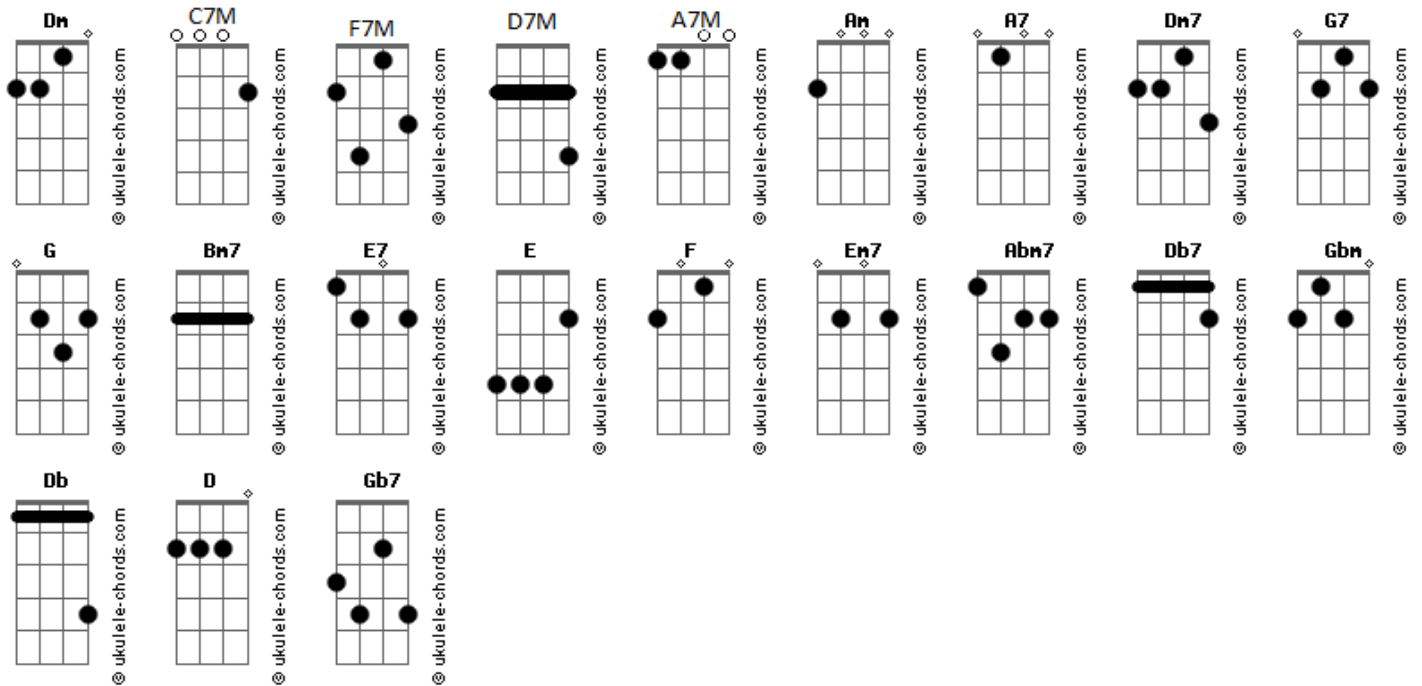 Dm C7M F7M D7M A7M Am A7 Dm7 G7
© ukulele-chords.com © ukulele-chords.com © ukulele-chords.com © ukulele-chords.com © ukulele-chords.com © ukulele-chords.com © ukulele-chords.com © ukulele-chords.com © ukulele-chords.com
G Bm7 E7 E F Em7 Abm7 Db7 Gbm
© ukulele-chords.com © ukulele-chords.com © ukulele-chords.com © ukulele-chords.com © ukulele-chords.com © ukulele-chords.com © ukulele-chords.com © ukulele-chords.com © ukulele-chords.com
Db D Gb7
© ukulele-chords.com © ukulele-chords.com © ukulele-chords.com